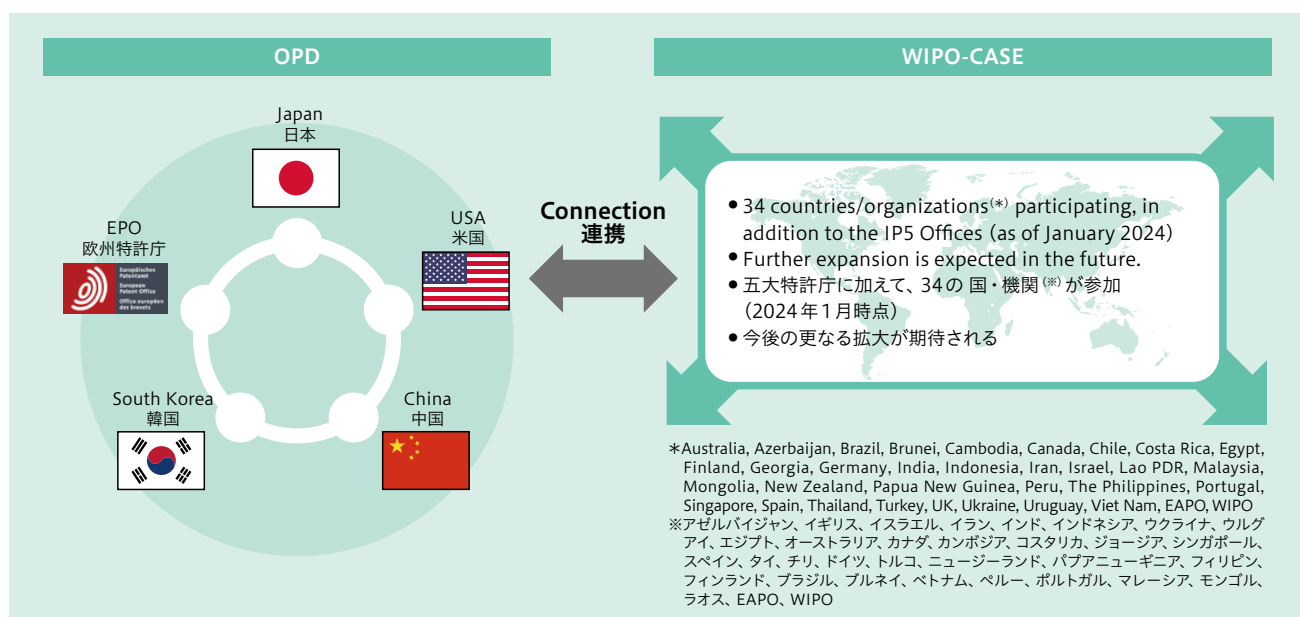 OPD
Japan
日本
EPO
欧州特許庁
Europäisches
Patentamt
European
Patent Office
Office européen
des brevets
USA
米国
South Korea
韓国
China
中国
Connection
連携
WIPO-CASE
• 34 countries/organizations(*) participating, in
addition to the IP5 Offices (as of January 2024)
• Further expansion is expected in the future.
• 五大特許庁に加えて、34の 国・機関(※)が参加
（2024年1月時点）
• 今後の更なる拡大が期待される
*Australia, Azerbaijan, Brazil, Brunei, Cambodia, Canada, Chile, Costa Rica, Egypt,
Finland, Georgia, Germany, India, Indonesia, Iran, Israel, Lao PDR, Malaysia,
Mongolia, New Zealand, Papua New Guinea, Peru, The Philippines, Portugal,
Singapore, Spain, Thailand, Turkey, UK, Ukraine, Uruguay, Viet Nam, EAPO, WIPO
※アゼルバイジャン、イギリス、イスラエル、イラン、インド、インドネシア、ウクライナ、ウルグ
アイ、エジプト、オーストラリア、カナダ、カンボジア、コスタリカ、ジョージア、シンガポール、
スペイン、タイ、チリ、ドイツ、トルコ、ニュージーランド、パプアニューギニア、フィリピン、
フィンランド、ブラジル、ブルネイ、ベトナム、ペルー、ポルトガル、マレーシア、モンゴル、
ラオス、EAPO、WIPO